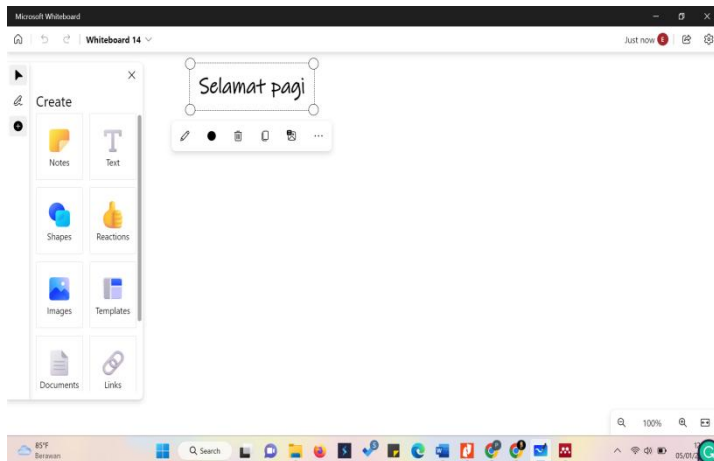 Microsoft Whiteboard
Whiteboard 14
Just now E
Create
Selamat pagi
Notes
Text
Shapes
Reactions
Images
Templates
Documents
Links
100%
85°F
Berawan
Search